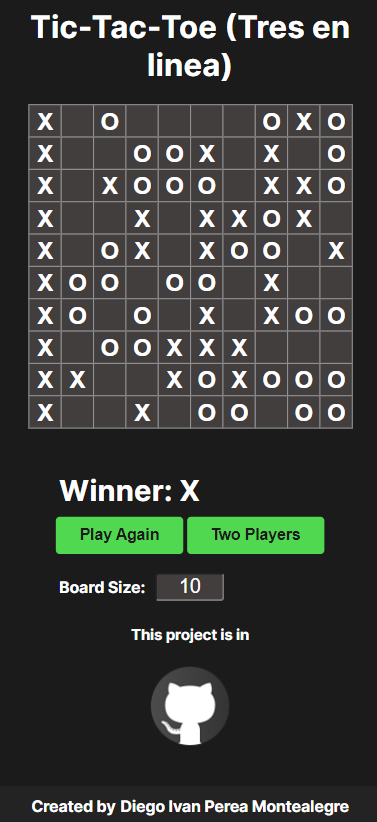 Tic-Tac-Toe (Tres en
linea)
X O O X O
X O O X X O
X X O O O X X O
X X X X O X
X O X X O O X
X O O O O X
X O O X X O O
X O O X X X
X X X O X O O O
X X O O O O
Winner: X
Play Again Two Players
Board Size: 10
This project is in
Created by Diego Ivan Perea Montealegre